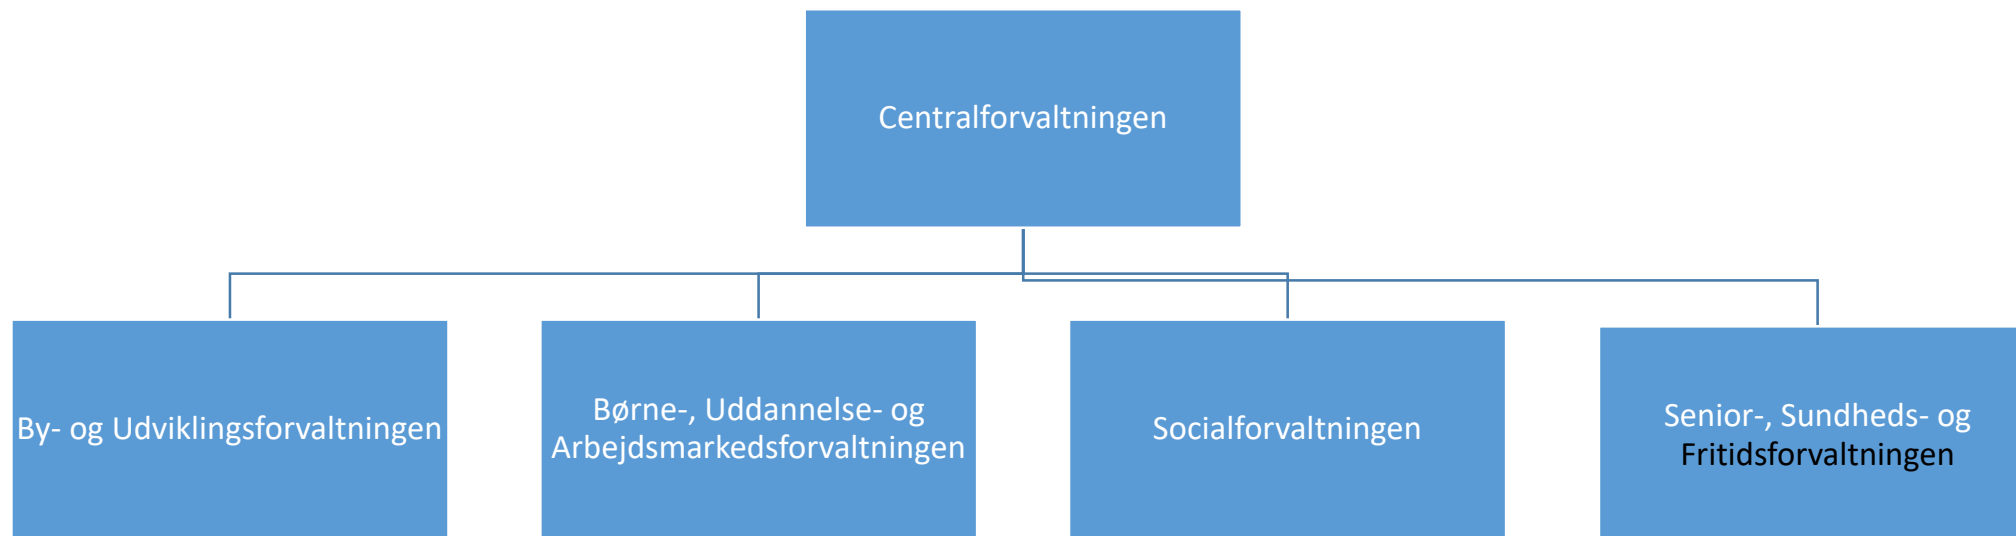 Centralforvaltningen
By- og Udviklingsforvaltningen
Børne-, Uddannelse- og
Arbejdsmarkedsforvaltningen
Socialforvaltningen
Senior-, Sundheds- og
Fritidsforvaltningen